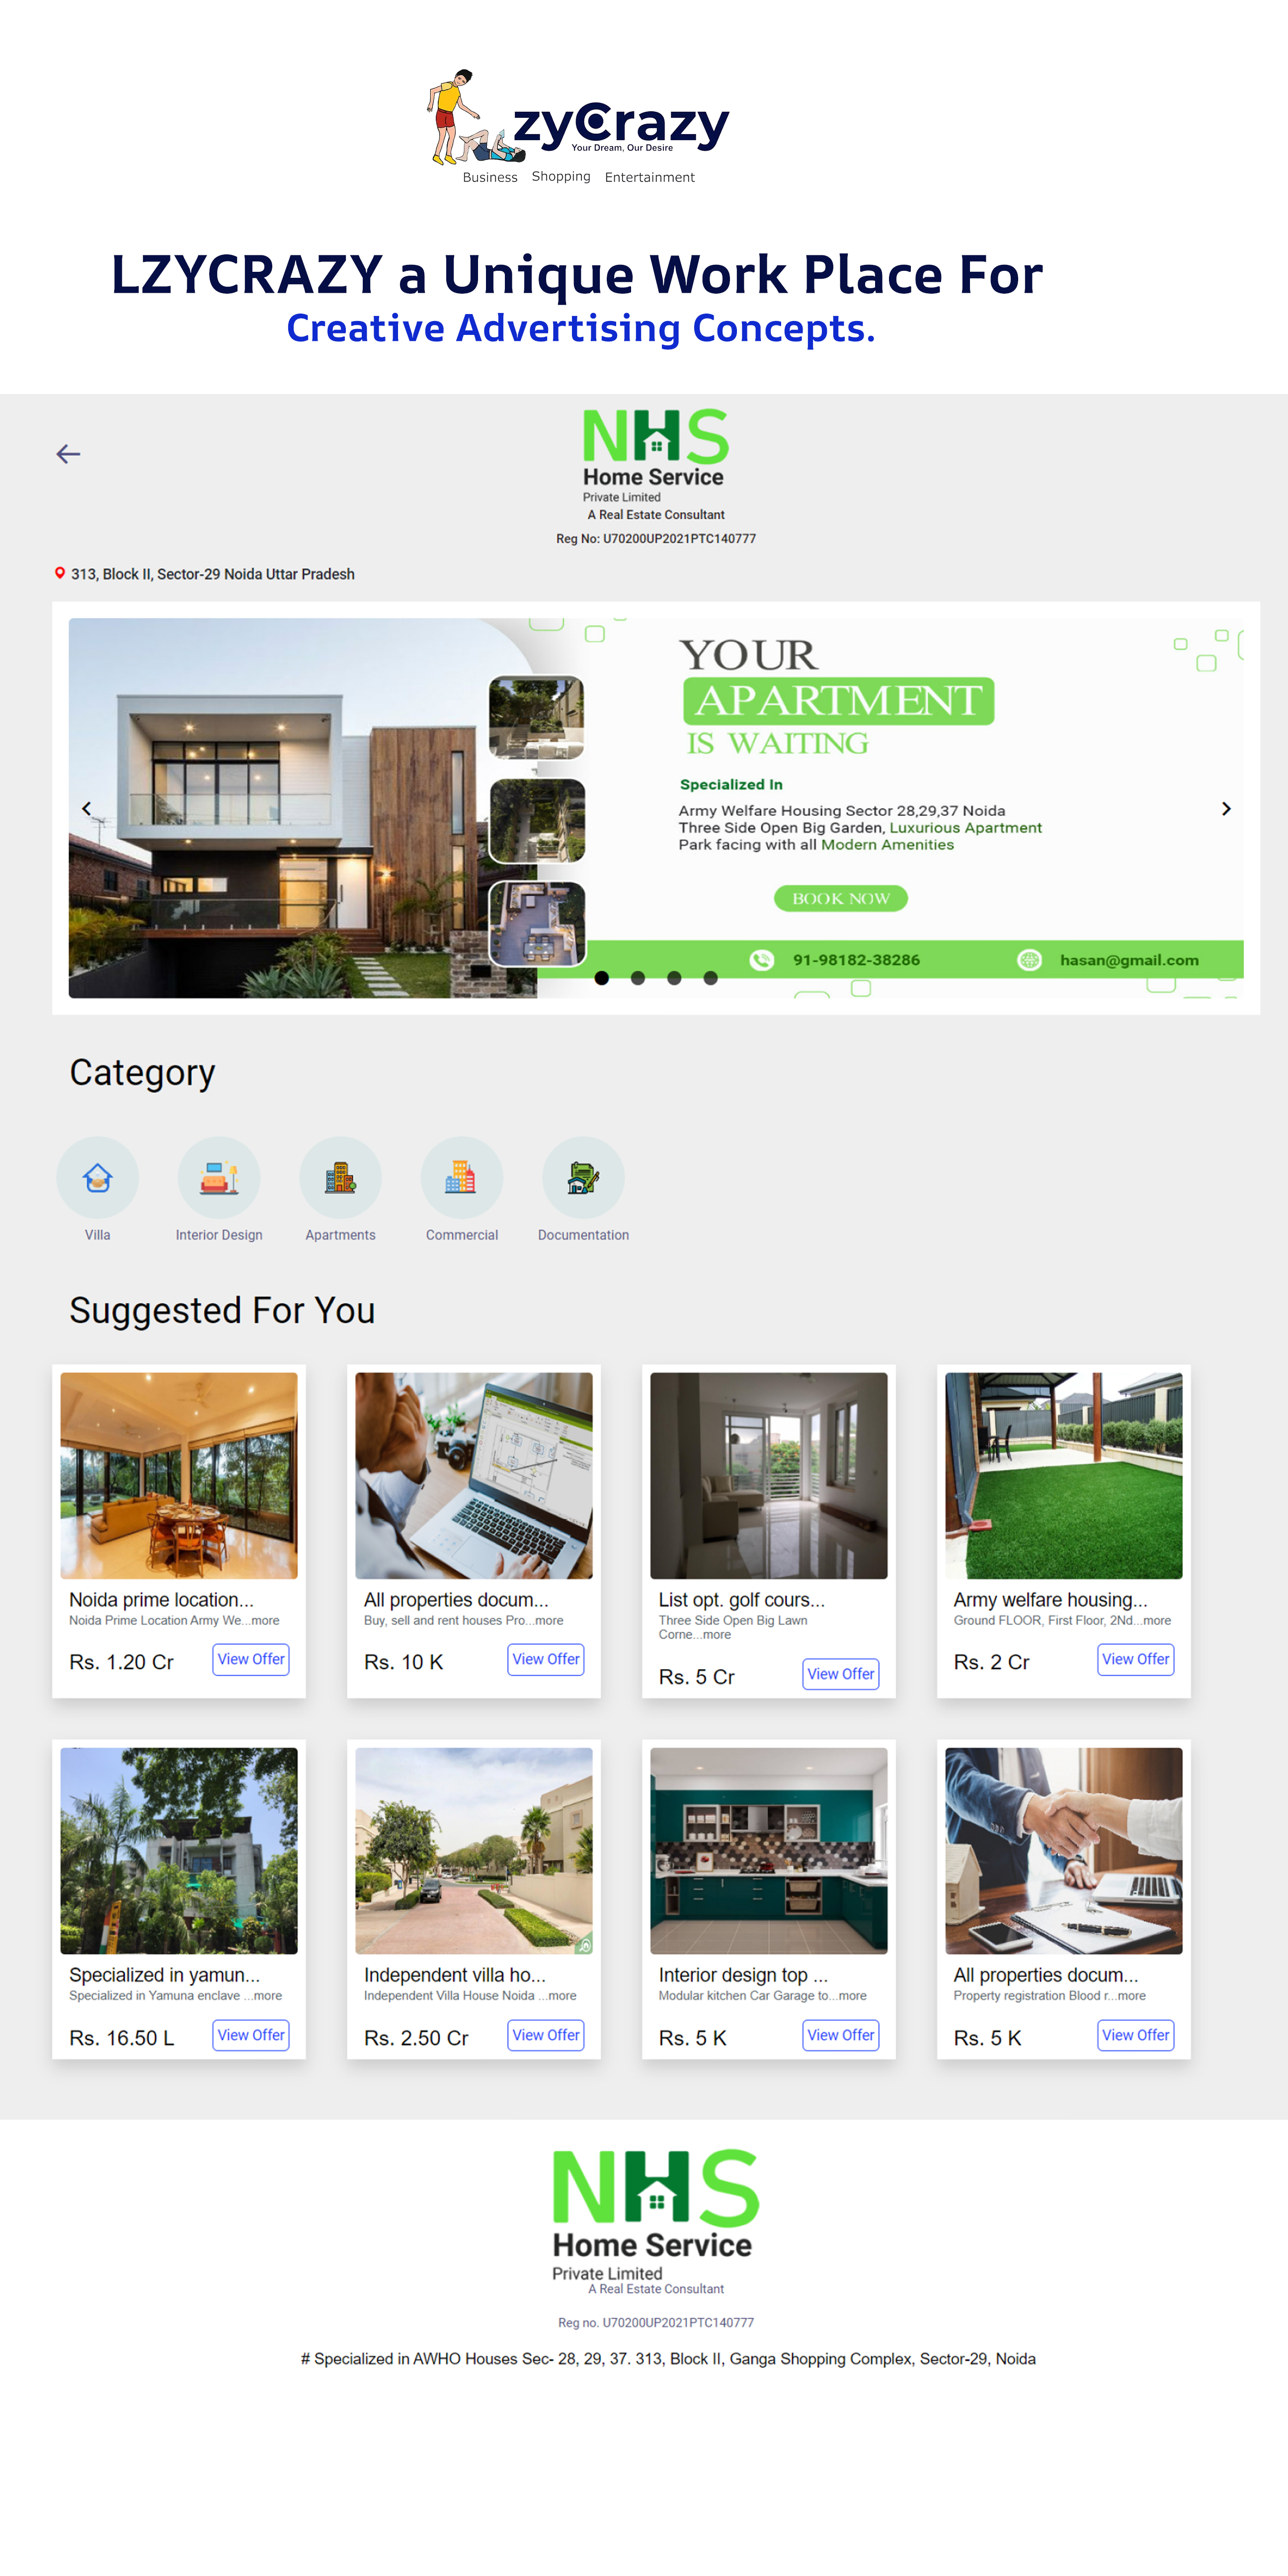 zyCrazy
Your Dream, Our Desire
Business Shopping Entertainment
LZYCRAZY a Unique Work Place For
Creative Advertising Concepts.
NHS
Home Service
Private Limited
A Real Estate Consultant
Reg No: U70200UP2021PTC140777
313, Block II, Sector-29 Noida Uttar Pradesh
YOUR
APARTMENT
IS WAITING
Specialized In
Army Welfare Housing Sector 28,29,37 Noida
Three Side Open Big Garden, Luxurious Apartment
Park facing with all Modern Amenities
BOOK NOW
91-98182-38286 hasan@gmail.com
Category
Villa Interior Design Apartments Commercial Documentation
Suggested For You
Noida prime location...
Noida Prime Location Army We...more
Rs. 1.20 Cr View Offer
All properties docum...
Buy, sell and rent houses Pro...more
Rs. 10 K View Offer
List opt. golf cours...
Three Side Open Big Lawn
Corne...more
Rs. 5 Cr View Offer
Army welfare housing...
Ground FLOOR, First Floor, 2Nd...more
Rs. 2 Cr View Offer
Specialized in yamun...
Specialized in Yamuna enclave ...more
Rs. 16.50 L View Offer
Independent villa ho...
Independent Villa House Noida ...more
Rs. 2.50 Cr View Offer
Interior design top ...
Modular kitchen Car Garage to...more
Rs. 5 K View Offer
All properties docum...
Property registration Blood r...more
Rs. 5 K View Offer
NHS
Home Service
Private Limited
A Real Estate Consultant
Reg no. U70200UP2021PTC140777
# Specialized in AWHO Houses Sec- 28, 29, 37. 313, Block II, Ganga Shopping Complex, Sector-29, Noida